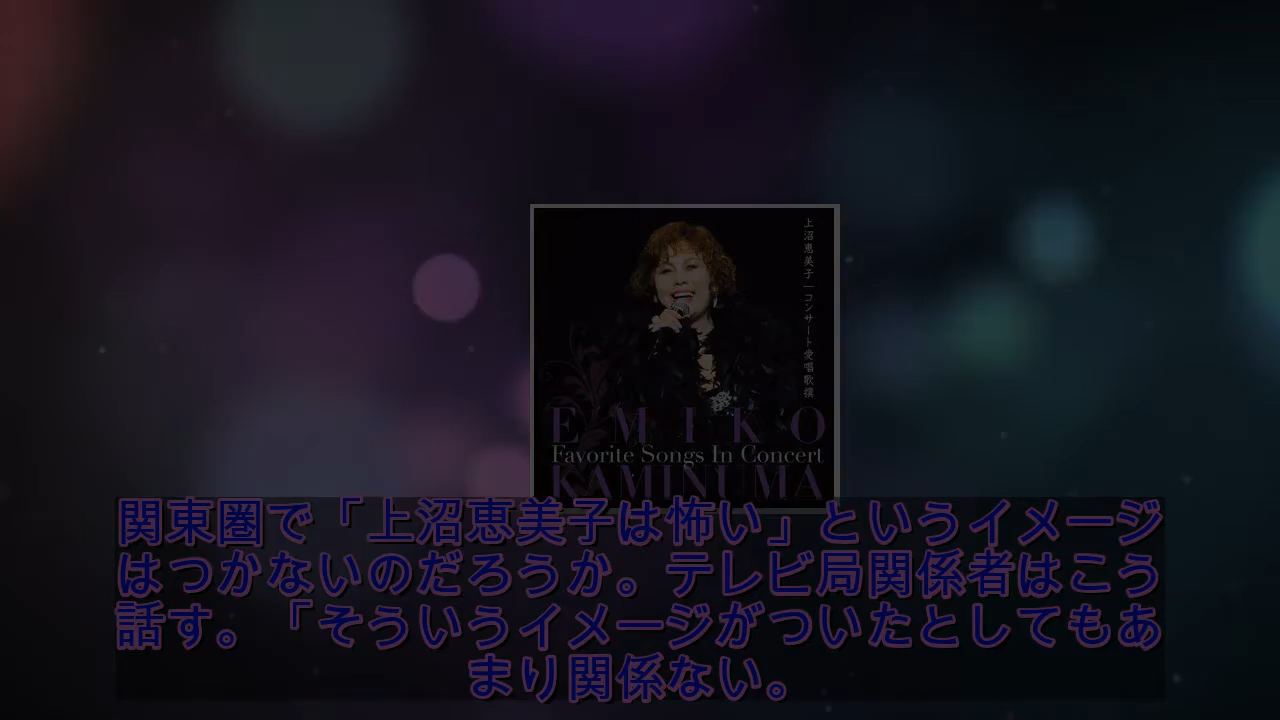 上沼恵美子|コンサート愛唱歌撰
EMIKO
Favorite Songs In Concert
KAMINUMA
関東圏で「上沼恵美子は怖い」というイメージ
はつかないのだろうか。テレビ局関係者はこう
話す。「そういうイメージがついたとしてもあ
まり関係ない。